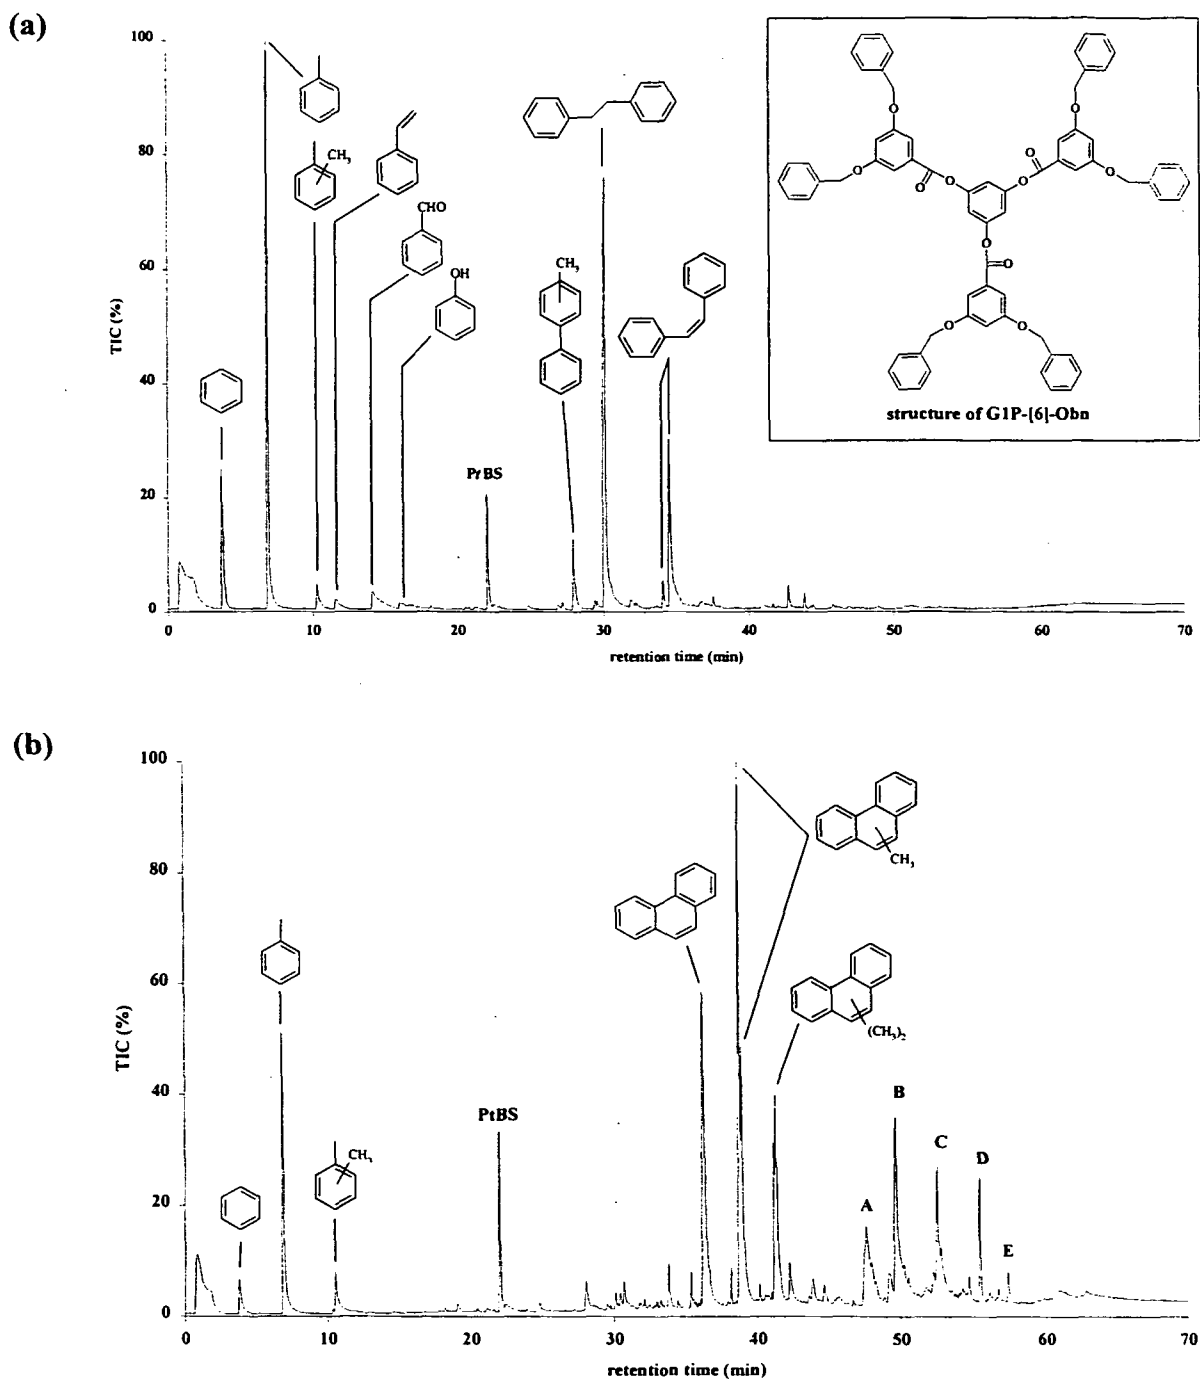 (a)
100
80
60
40
20
0
TIC (%)
CH3
CHO
OH
CH3
PtBS
O
O
O
O
O
O
O
O
O
O
O
O
structure of G1P-[6]-Obn
0 10 20 30 40 50 60 70
retention time (min)
(b)
100
80
60
40
20
0
TIC (%)
CH3
PtBS
CH3
(CH3)2
A
B
C
D
E
0 10 20 30 40 50 60 70
retention time (min)